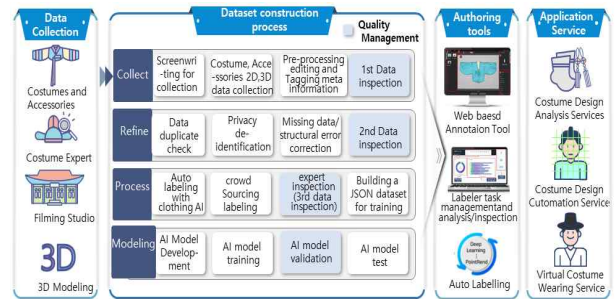 Data
Collection
Costumes and
Accessories
Costume Expert
Filming Studio
3D
3D Modeling
Dataset construction
process
Quality
Management
Collect
Screenwri
-ting for
collection
Costume, Acce
-ssories 2D,3D
data collection
Pre-processing
editing and
Tagging meta
information
1st Data
inspection
Refine
Data
duplicate
check
Privacy
de-
identification
Missing data/
structural error
correction
2nd Data
inspection
Process
Auto
labeling
with
clothing AI
crowd
Sourcing
labeling
expert
inspection
(3rd data
inspection)
Building a
JSON dataset
for training
Modeling
AI Model
Develop-
ment
AI model
training
AI model
validation
AI model
test
Authoring
tools
Web baesd
Annotaion Tool
Labeler task
managementand
analysis/inspection
Deep
Learning
PointRend
Auto Labelling
Application
Service
Costume Design
Analysis Services
Costume Design
Cutomation Service
Virtual Costume
Wearing Service